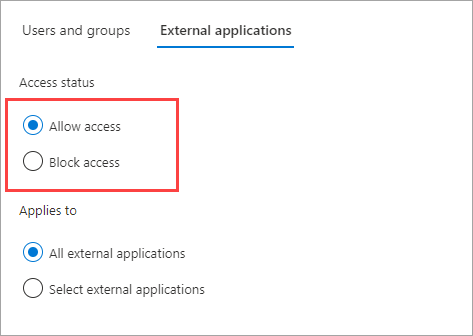 Users and groups External applications
Access status
Allow access
Block access
Applies to
All external applications
Select external applications